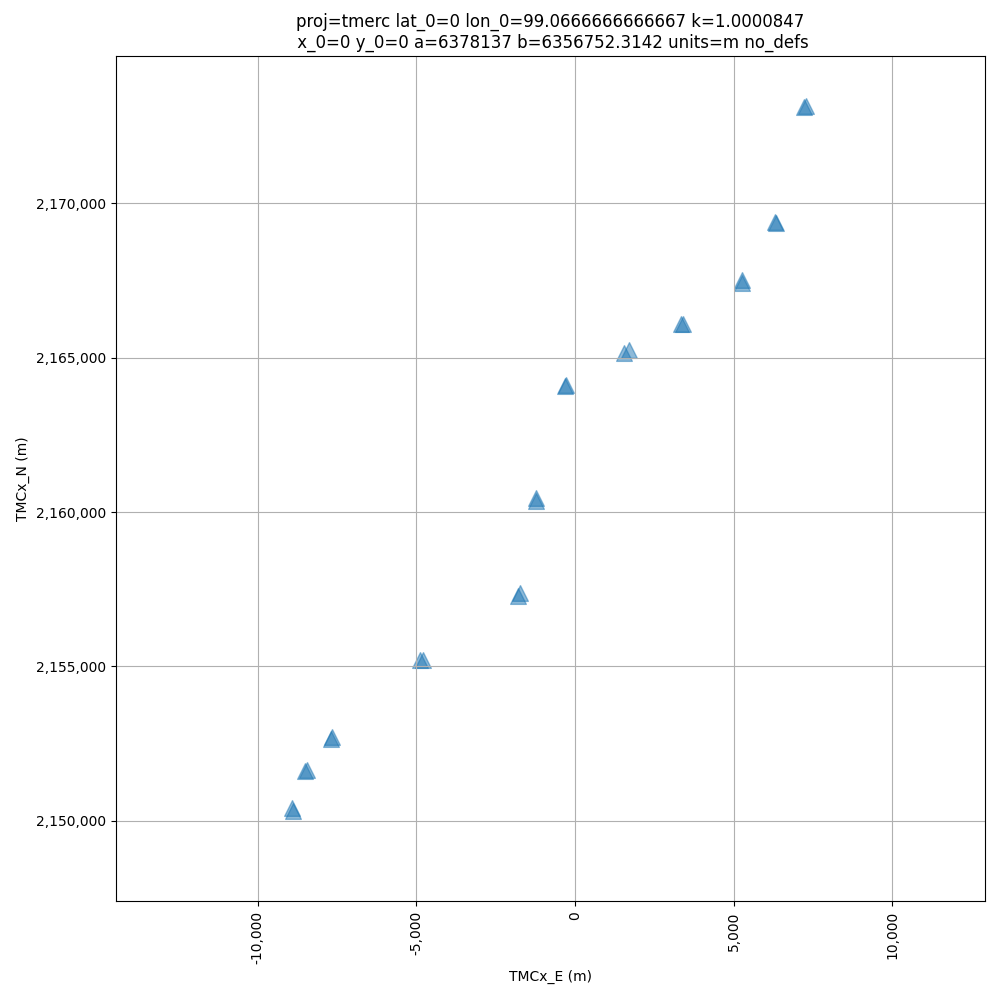 proj=tmerc lat_0=0 lon_0=99.0666666666667 k=1.0000847
x_0=0 y_0=0 a=6378137 b=6356752.3142 units=m no_defs
2,170,000
2,165,000
2,160,000
2,155,000
2,150,000
TMCx_N (m)
-10,000
-5,000
0
5,000
10,000
TMCx_E (m)